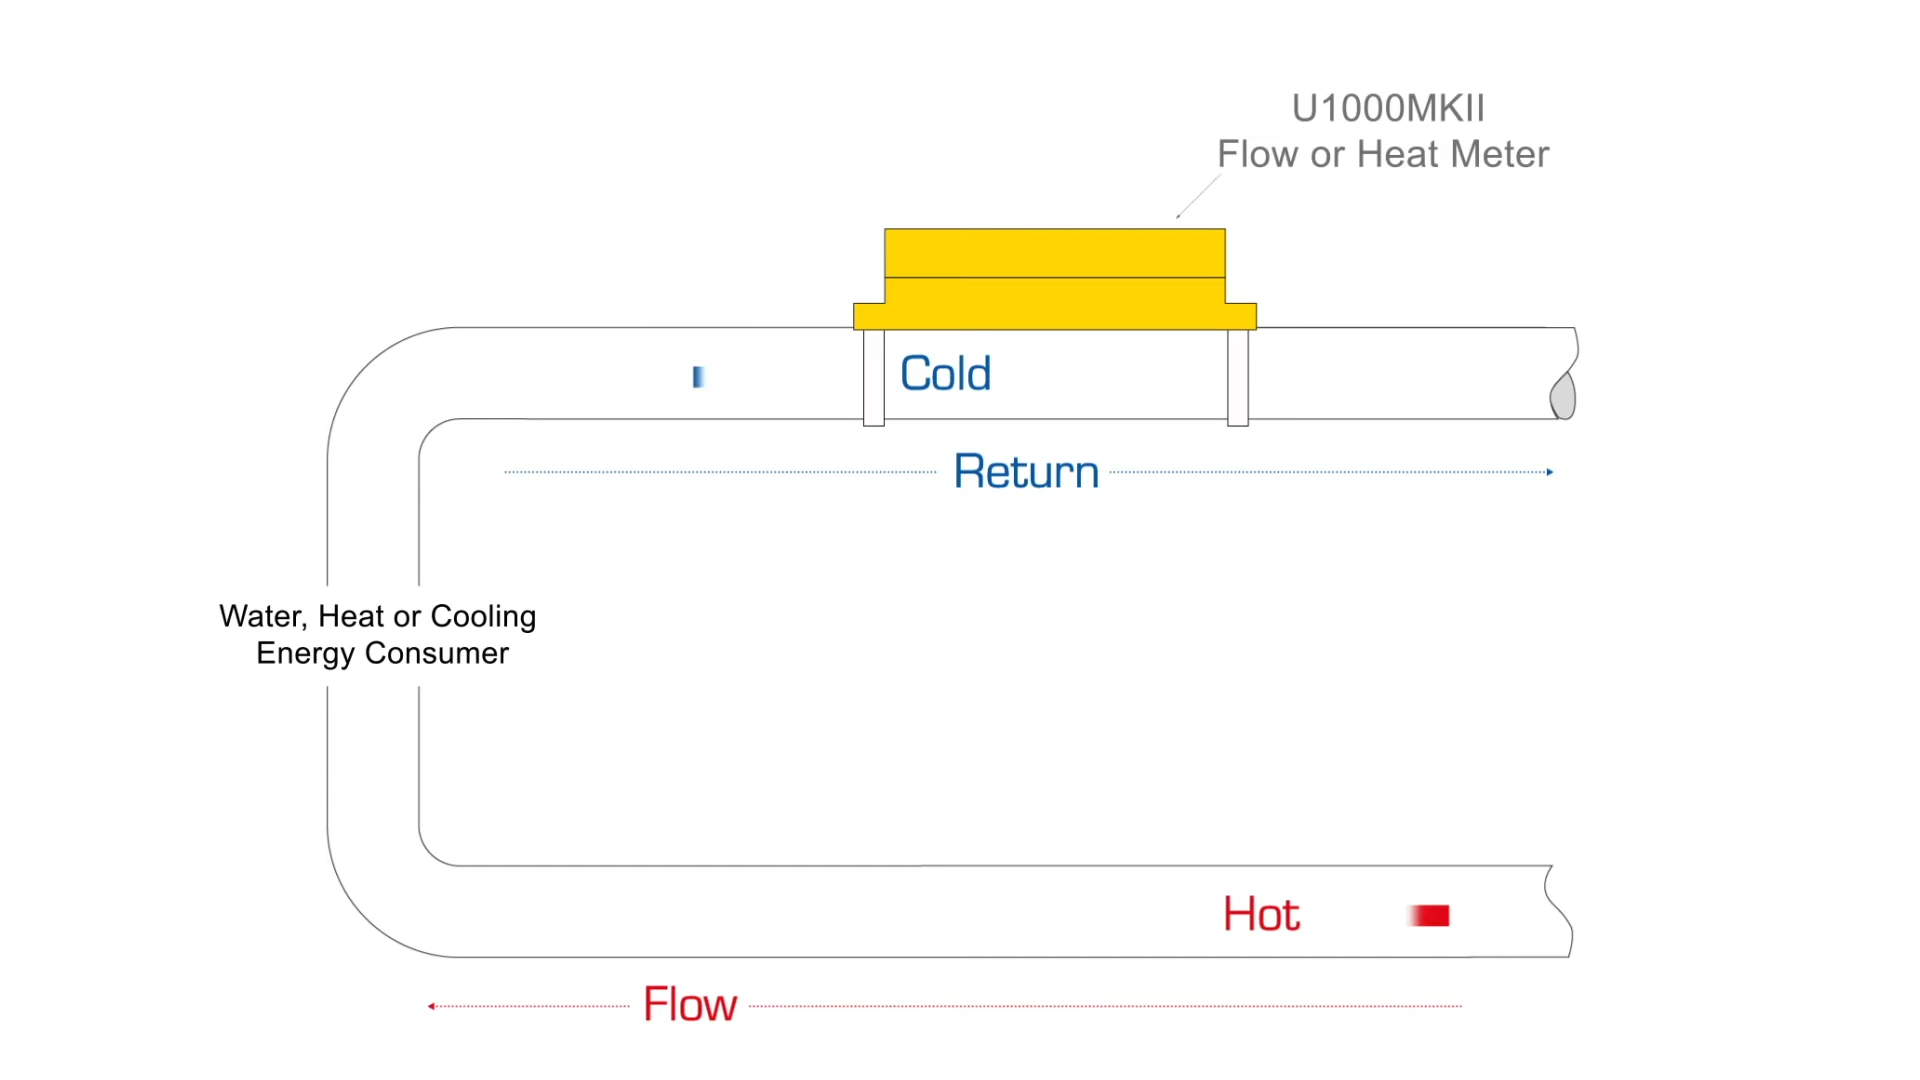 U1000MKII
Flow or Heat Meter
Cold
Return
Water, Heat or Cooling
Energy Consumer
Hot
Flow